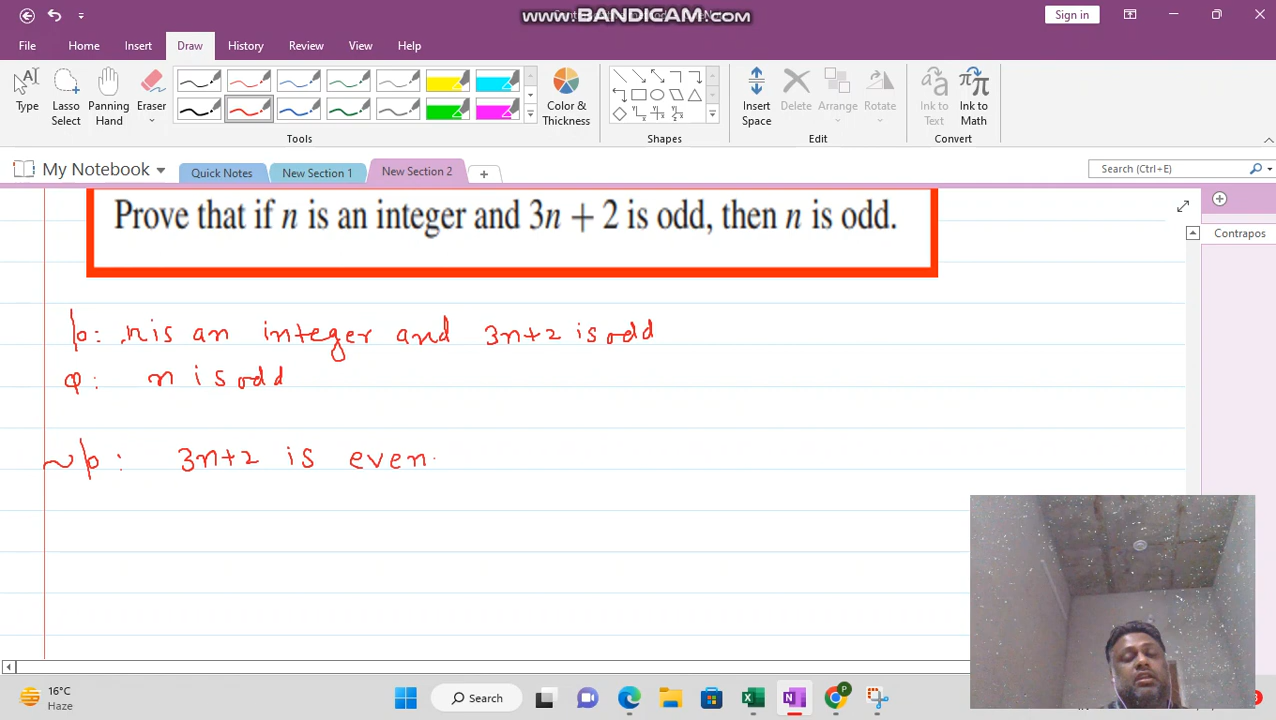 www.BANDICAM.com
Sign in
File Home Insert Draw History Review View Help
Type
Lasso Select
Panning Hand
Eraser
Color & Thickness
Insert Space
Delete
Arrange
Rotate
Ink to Text
Ink to Math
Tools
Shapes
Edit
Convert
My Notebook
Quick Notes
New Section 1
New Section 2
+
Search (Ctrl+E)
Contrapos
Prove that if n is an integer and 3n + 2 is odd, then n is odd.
p: n is an integer and 3n+2 is odd
q: n is odd
~p: 3n+2 is even
16°C
Haze
Search